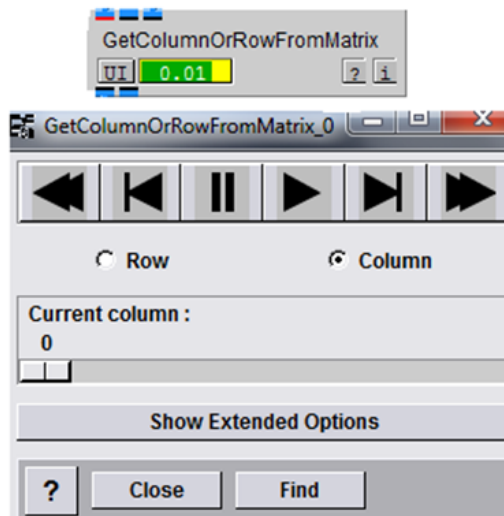 GetColumnOrRowFromMatrix
UI 0.01 ? i
GetColumnOrRowFromMatrix_0
Row Column
Current column :
0
Show Extended Options
? Close Find